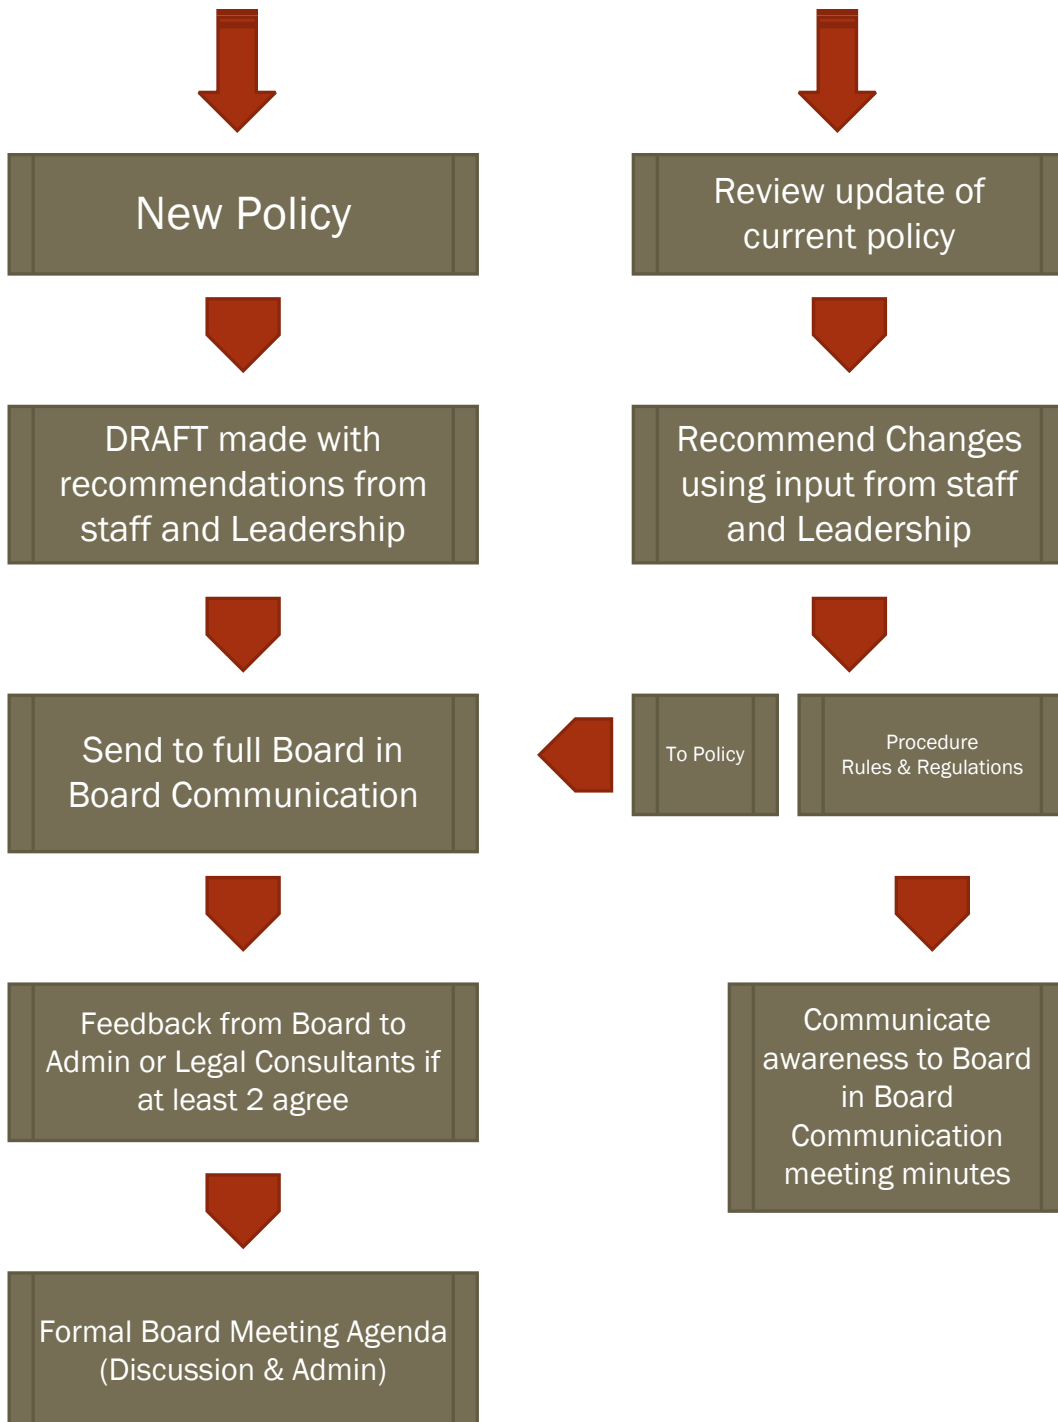 New Policy
Review update of
current policy
DRAFT made with
recommendations from
staff and Leadership
Recommend Changes
using input from staff
and Leadership
Send to full Board in
Board Communication
To Policy
Procedure
Rules & Regulations
Feedback from Board to
Admin or Legal Consultants if
at least 2 agree
Communicate
awareness to Board
in Board
Communication
meeting minutes
Formal Board Meeting Agenda
(Discussion & Admin)